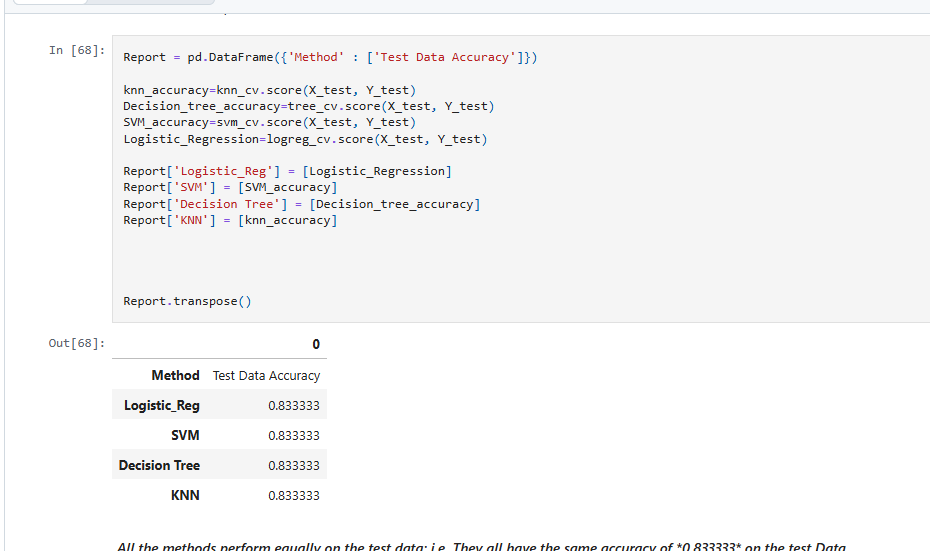 In [68]:
Report = pd.DataFrame({'Method' : ['Test Data Accuracy']})
knn_accuracy=knn_cv.score(X_test, Y_test)
Decision_tree_accuracy=tree_cv.score(X_test, Y_test)
SVM_accuracy=svm_cv.score(X_test, Y_test)
Logistic_Regression=logreg_cv.score(X_test, Y_test)
Report['Logistic_Reg'] = [Logistic_Regression]
Report['SVM'] = [SVM_accuracy]
Report['Decision Tree'] = [Decision_tree_accuracy]
Report['KNN'] = [knn_accuracy]
Report.transpose()
Out[68]:
0
Method Test Data Accuracy
Logistic_Reg 0.833333
SVM 0.833333
Decision Tree 0.833333
KNN 0.833333
All the methods perform equally on the test data: i.e. They all have the same accuracy of *0.833333* on the test Data